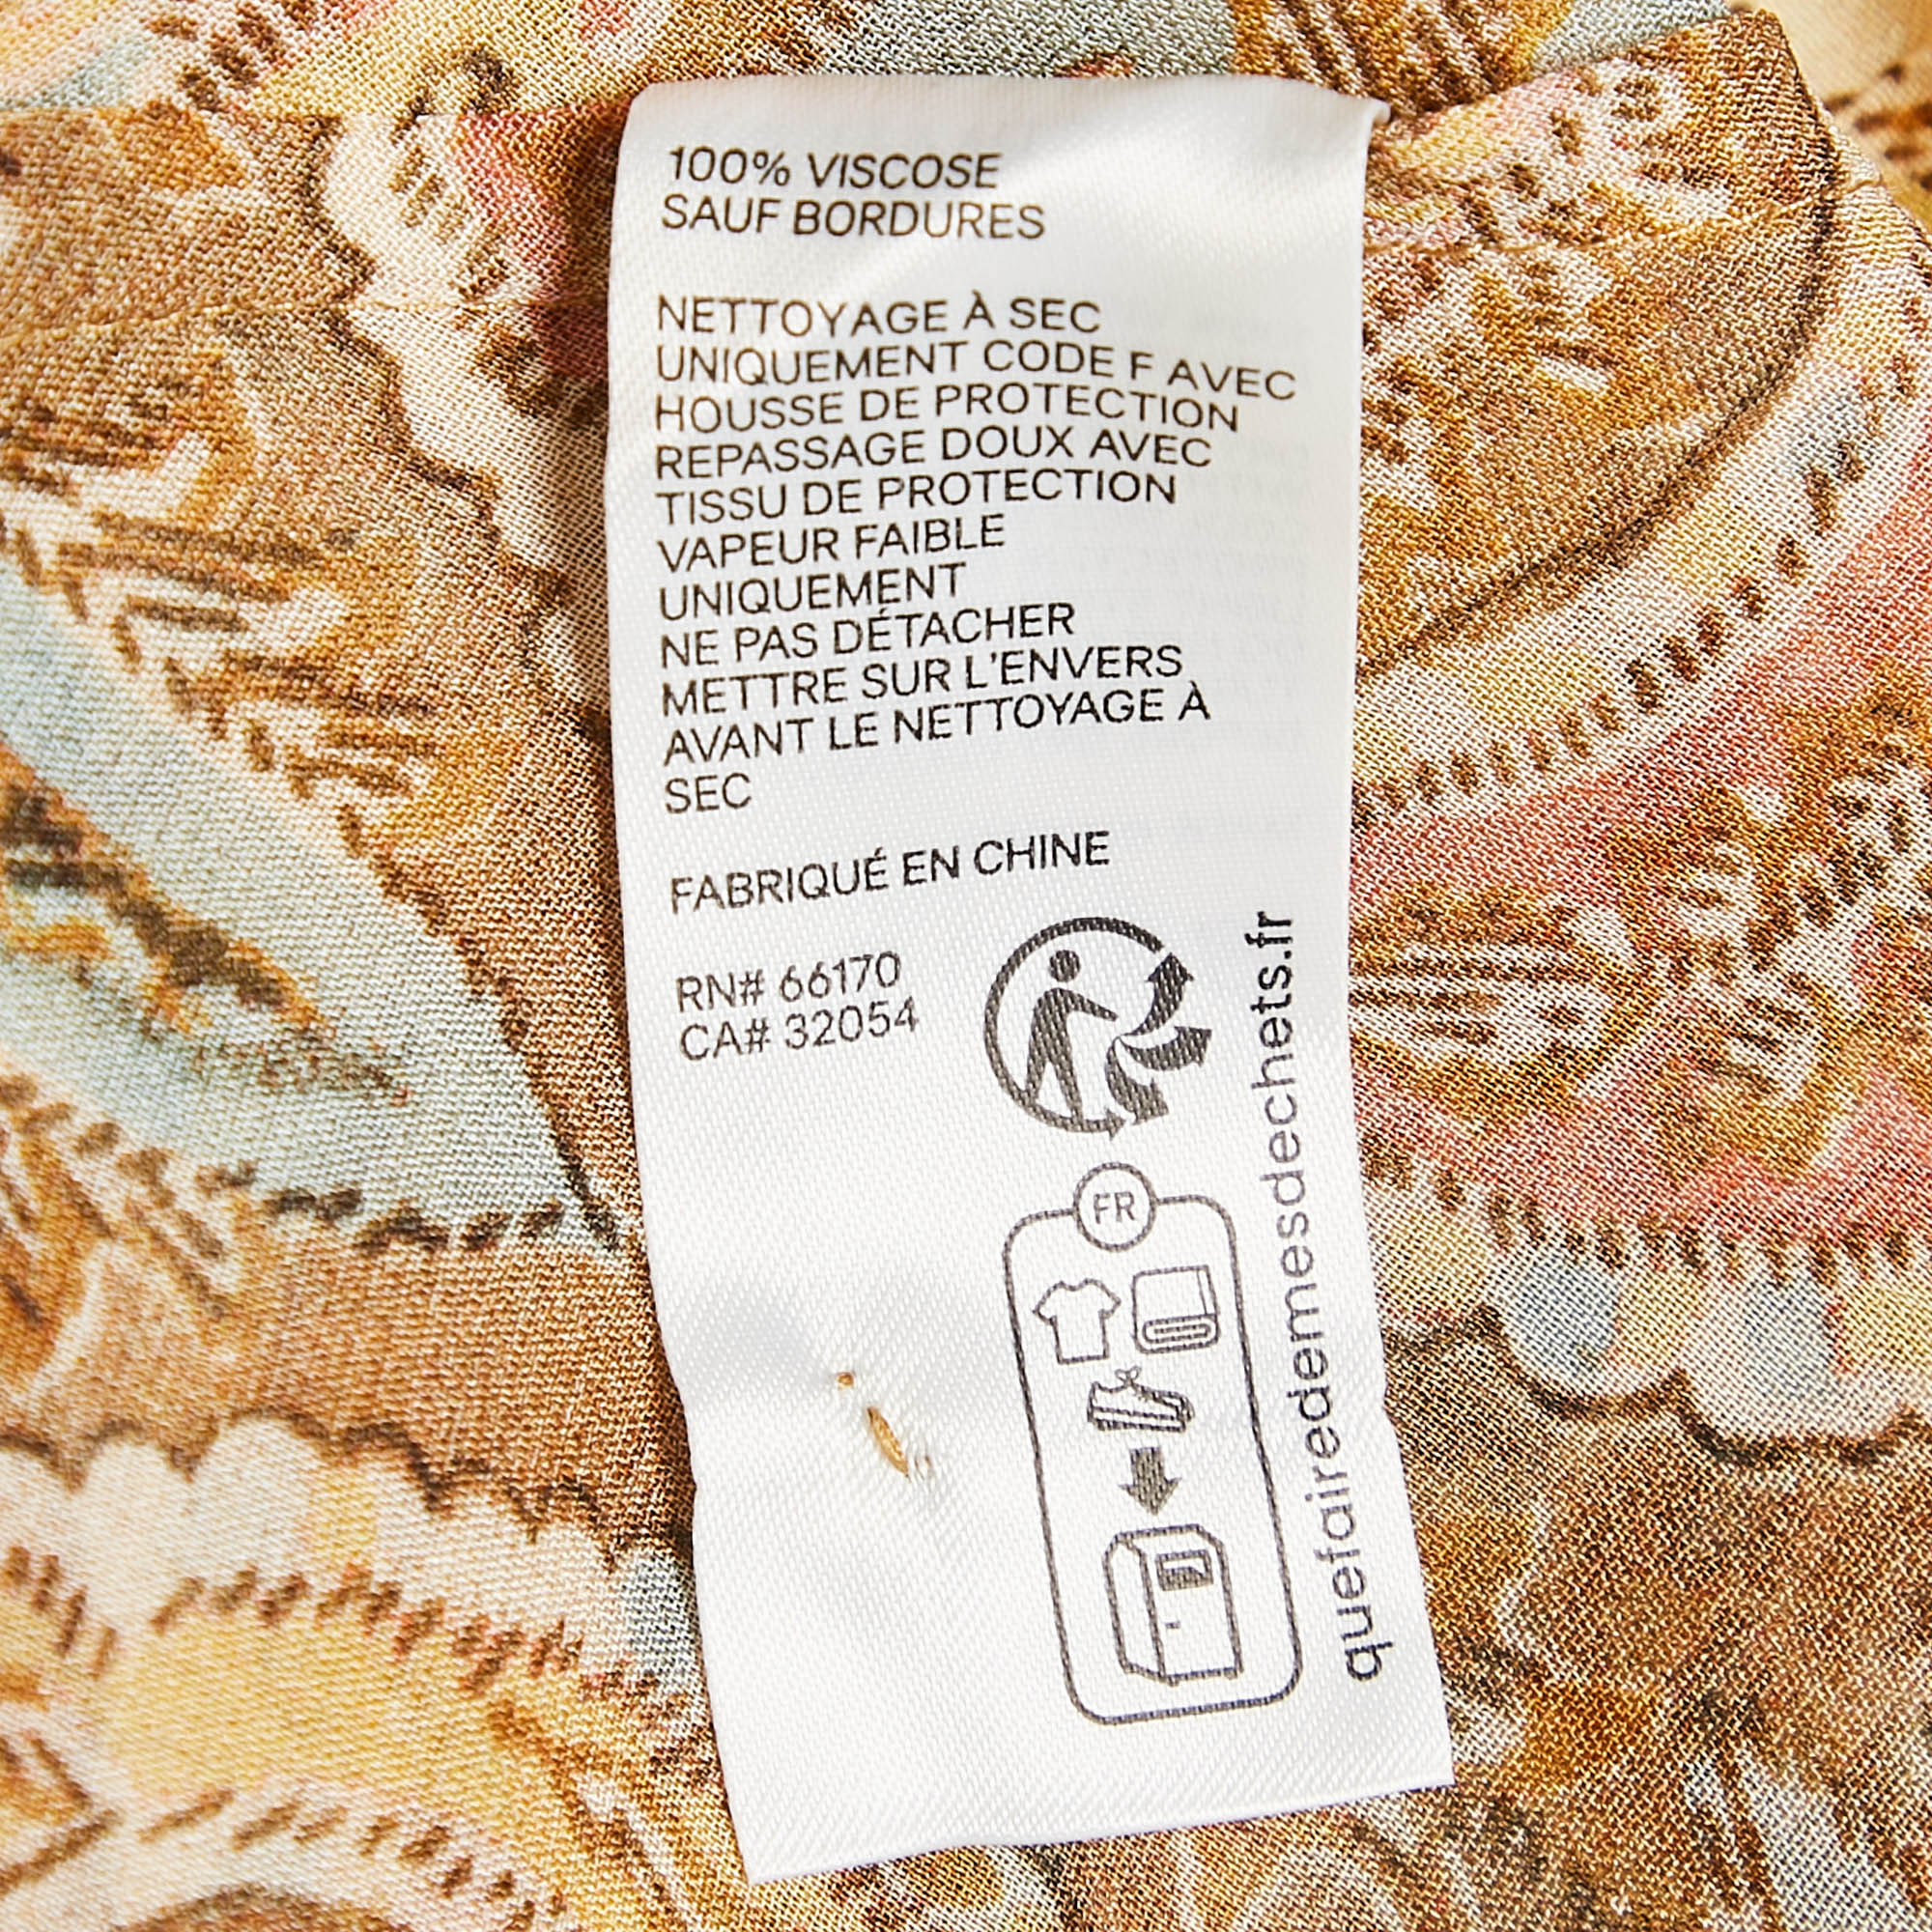 100% VISCOSE
SAUF BORDURES
NETTOYAGE À SEC
UNIQUEMENT CODE F AVEC
HOUSSE DE PROTECTION
REPASSAGE DOUX AVEC
TISSU DE PROTECTION
VAPEUR FAIBLE
UNIQUEMENT
NE PAS DÉTACHER
METTRE SUR L'ENVERS
AVANT LE NETTOYAGE À
SEC
FABRIQUÉ EN CHINE
RN# 66170
CA# 32054
FR
quefairedemesdechets.fr